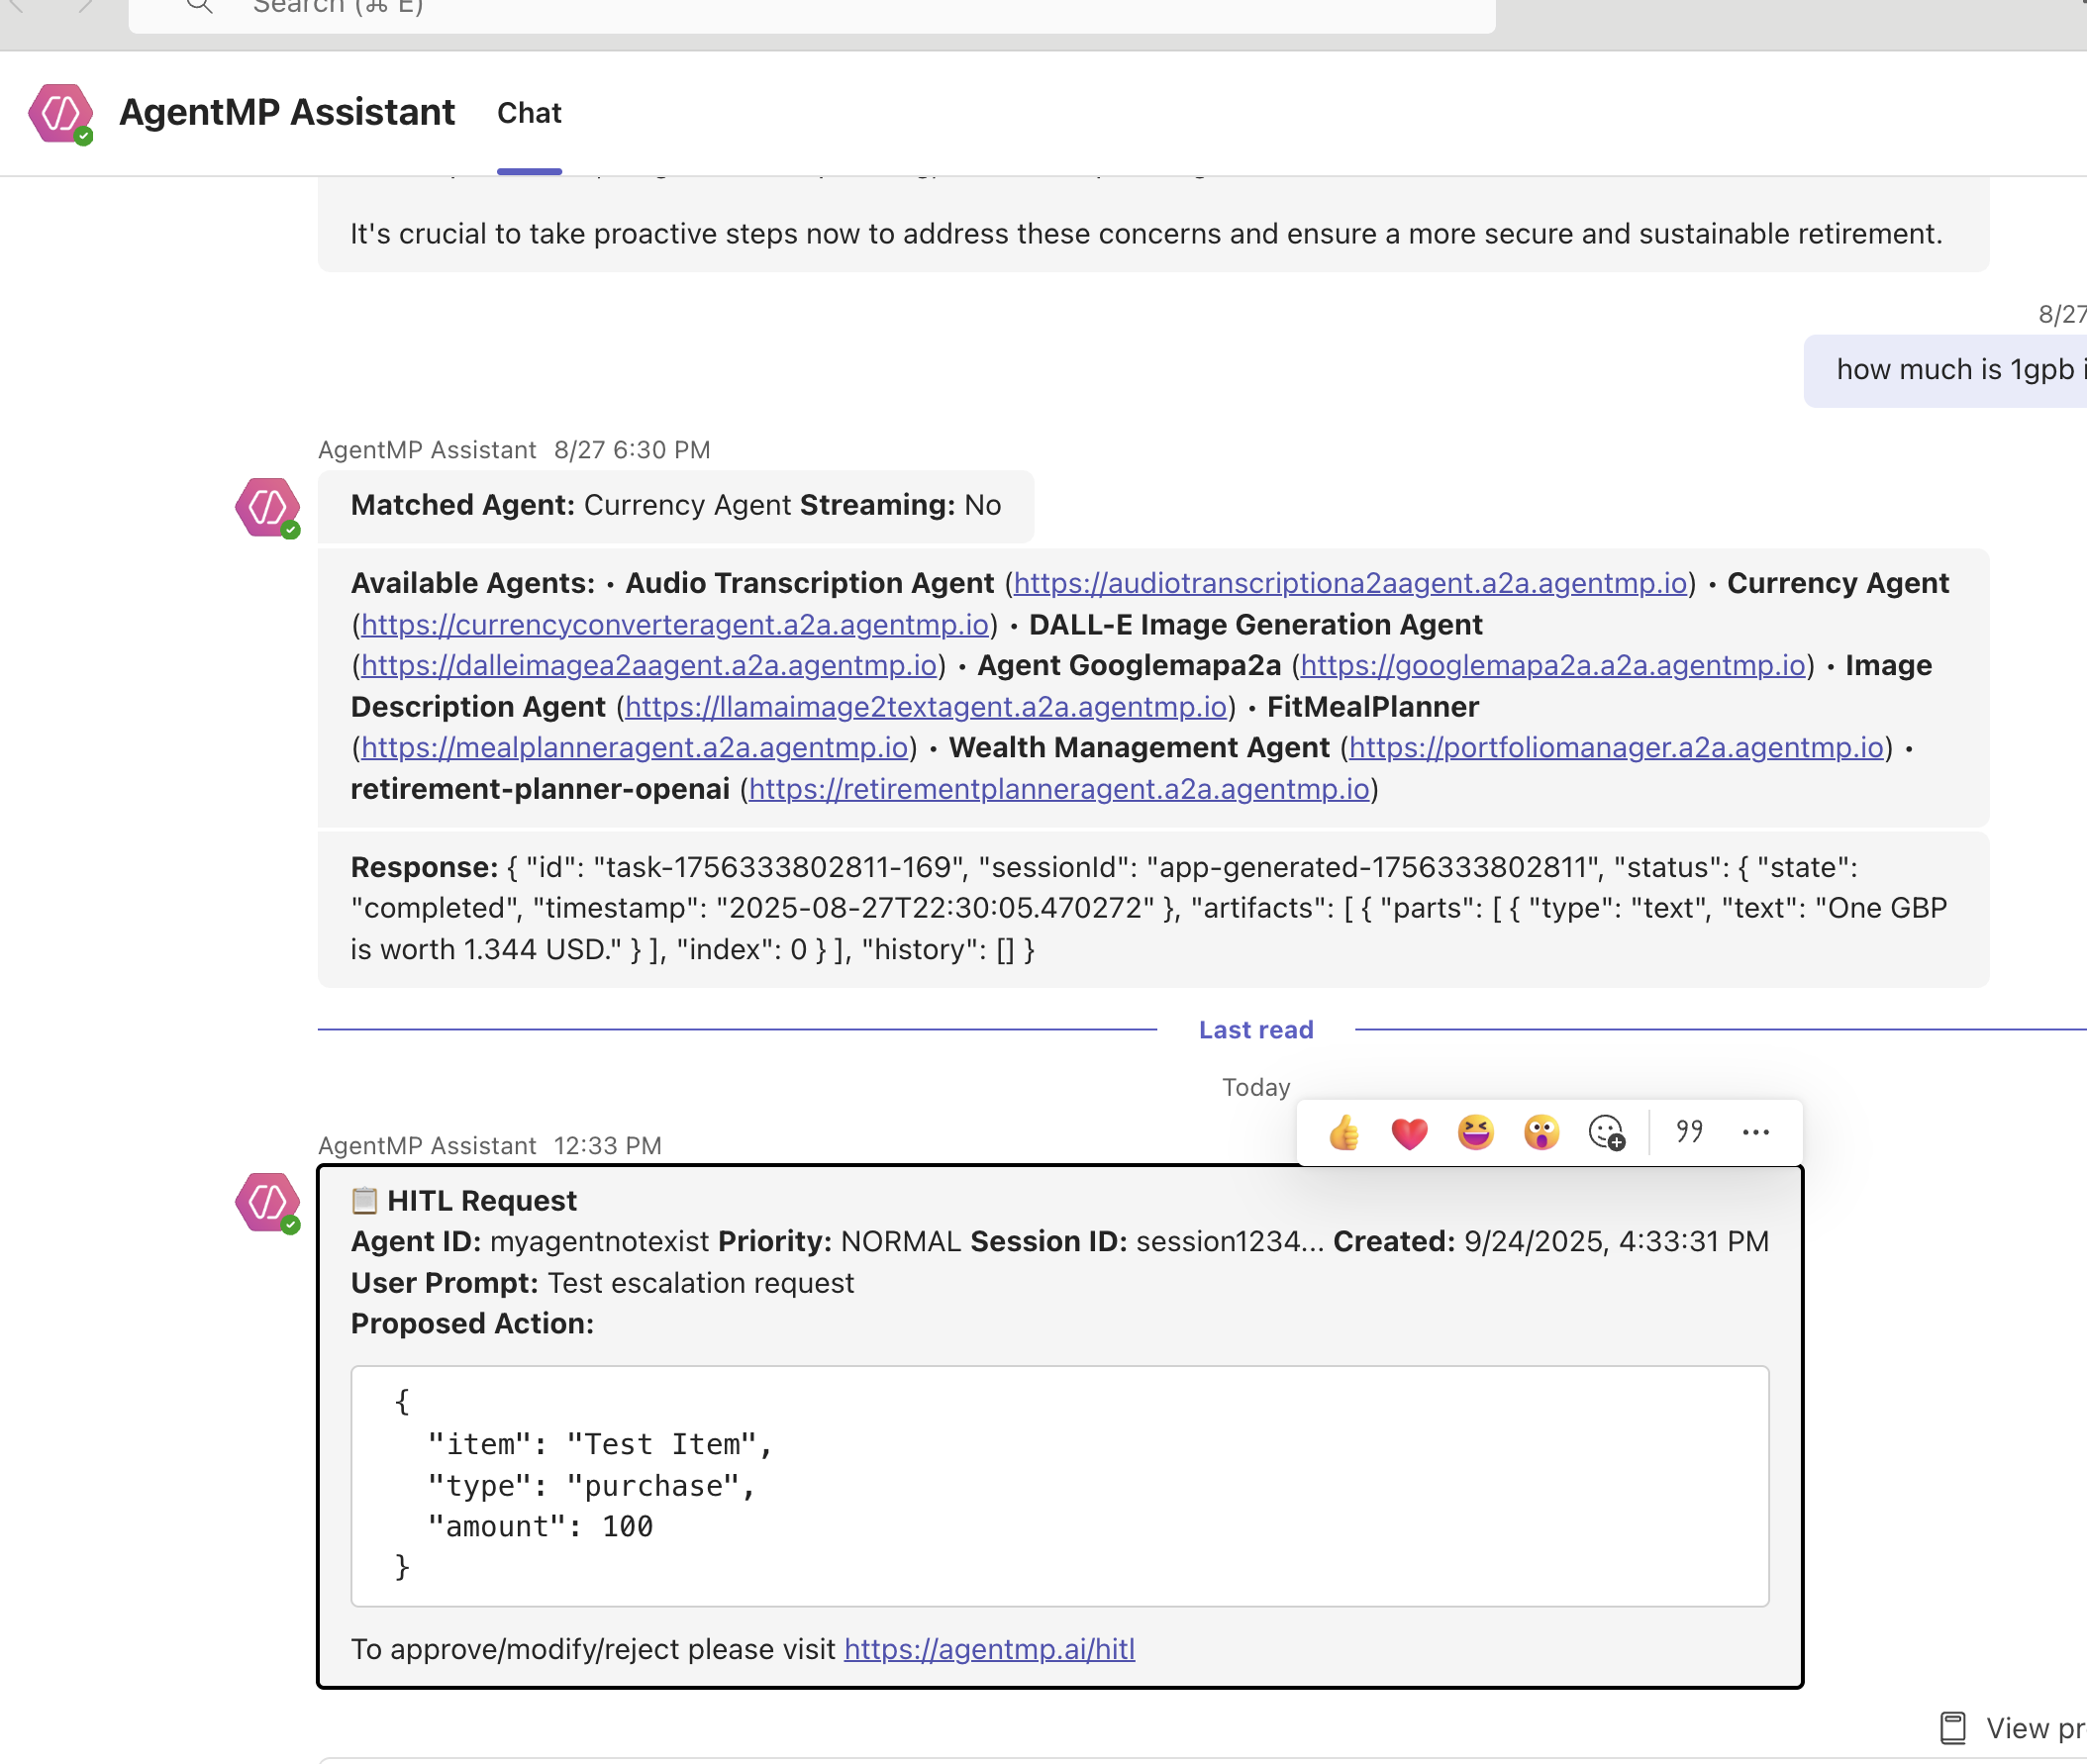 Search (⌘ E)
AgentMP Assistant Chat
It's crucial to take proactive steps now to address these concerns and ensure a more secure and sustainable retirement.
8/27
how much is 1gpb
AgentMP Assistant 8/27 6:30 PM
Matched Agent: Currency Agent Streaming: No
Available Agents: • Audio Transcription Agent (https://audiotranscriptiona2aagent.a2a.agentmp.io) • Currency Agent
(https://currencyconverteragent.a2a.agentmp.io) • DALL-E Image Generation Agent
(https://dalleimagea2aagent.a2a.agentmp.io) • Agent Googlemapa2a (https://googlemapa2a.a2a.agentmp.io) • Image
Description Agent (https://llamaimage2textagent.a2a.agentmp.io) • FitMealPlanner
(https://mealplanneragent.a2a.agentmp.io) • Wealth Management Agent (https://portfoliomanager.a2a.agentmp.io) •
retirement-planner-openai (https://retirementplanneragent.a2a.agentmp.io)
Response: { "id": "task-1756333802811-169", "sessionId": "app-generated-1756333802811", "status": { "state":
"completed", "timestamp": "2025-08-27T22:30:05.470272" }, "artifacts": [ { "parts": [ { "type": "text", "text": "One GBP
is worth 1.344 USD." } ], "index": 0 } ], "history": [] }
Last read
Today
AgentMP Assistant 12:33 PM
📋 HITL Request
Agent ID: myagentnotexist Priority: NORMAL Session ID: session1234... Created: 9/24/2025, 4:33:31 PM
User Prompt: Test escalation request
Proposed Action:
{
"item": "Test Item",
"type": "purchase",
"amount": 100
}
To approve/modify/reject please visit https://agentmp.ai/hitl
View